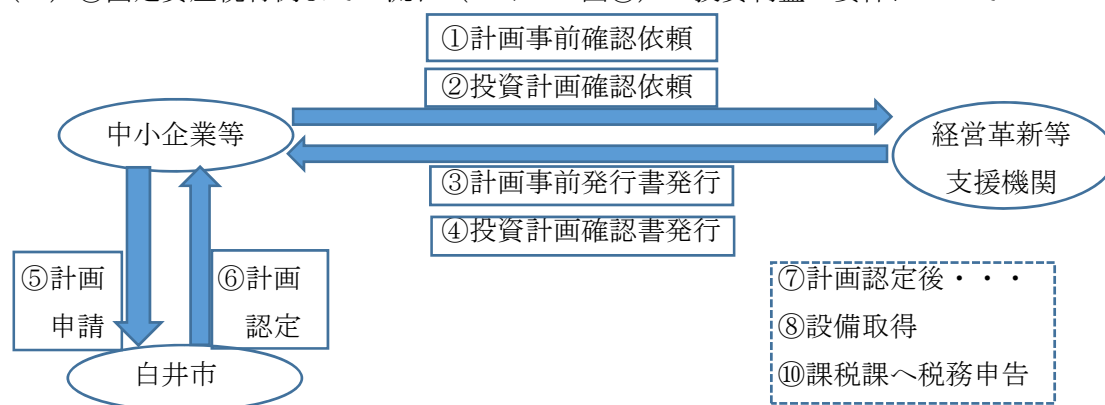 ①計画事前確認依頼
②投資計画確認依頼
中小企業等
経営革新等
支援機関
③計画事前発行書発行
④投資計画確認書発行
⑤計画
申請
⑥計画
認定
白井市
⑦計画認定後・・・
⑧設備取得
⑩課税課へ税務申告